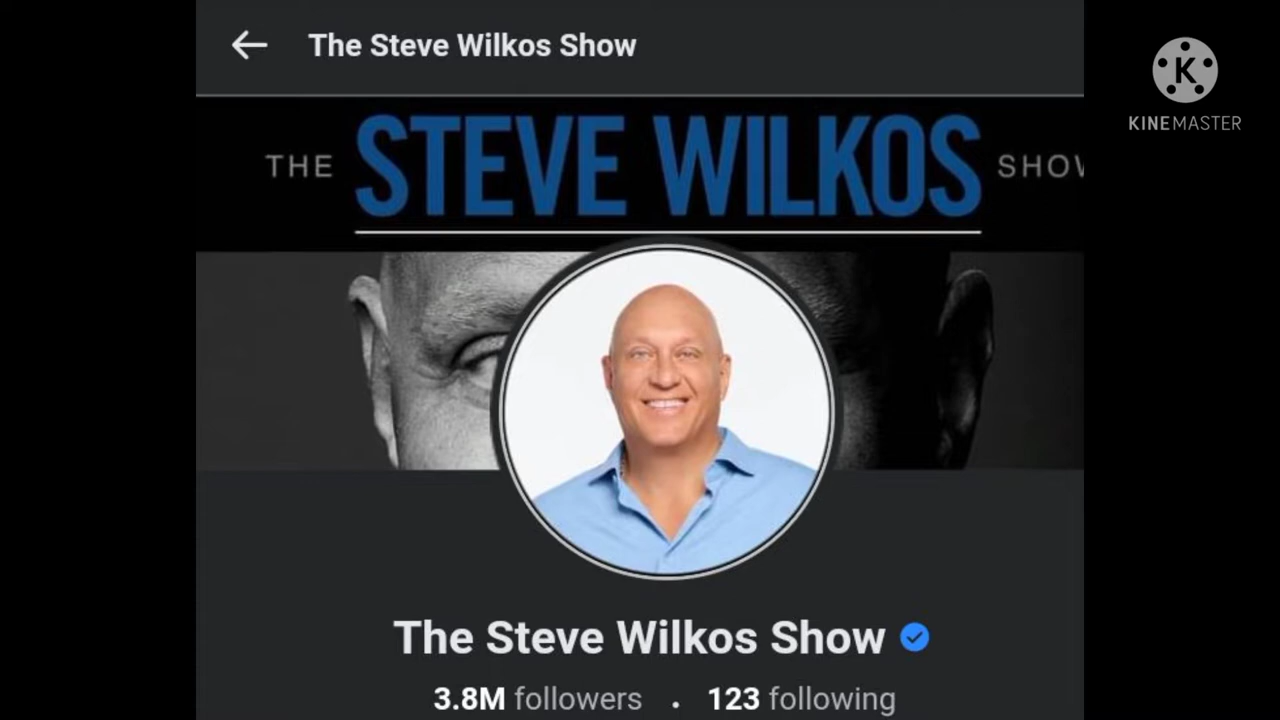 The Steve Wilkos Show
K
KINEMASTER
THE STEVE WILKOS SHOW
The Steve Wilkos Show
3.8M followers . 123 following